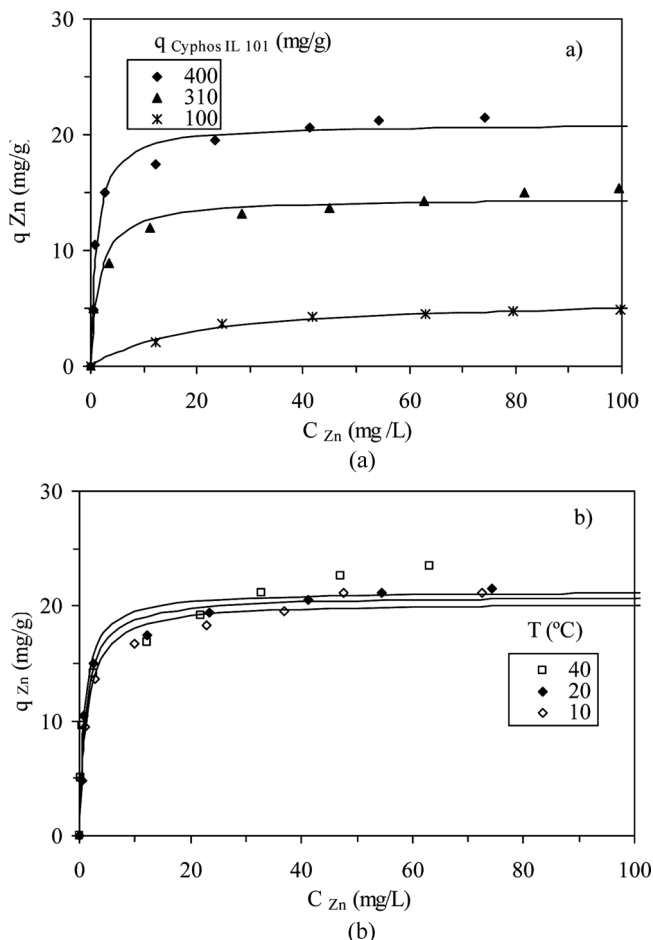 30
20
10
0
q Zn (mg/g)
q Cyphos IL 101 (mg/g)
400
310
100
a)
0 20 40 60 80 100
C Zn (mg /L)
(a)
30
20
10
0
q Zn (mg/g)
b)
T (ºC)
40
20
10
0 20 40 60 80 100
C Zn (mg/L)
(b)